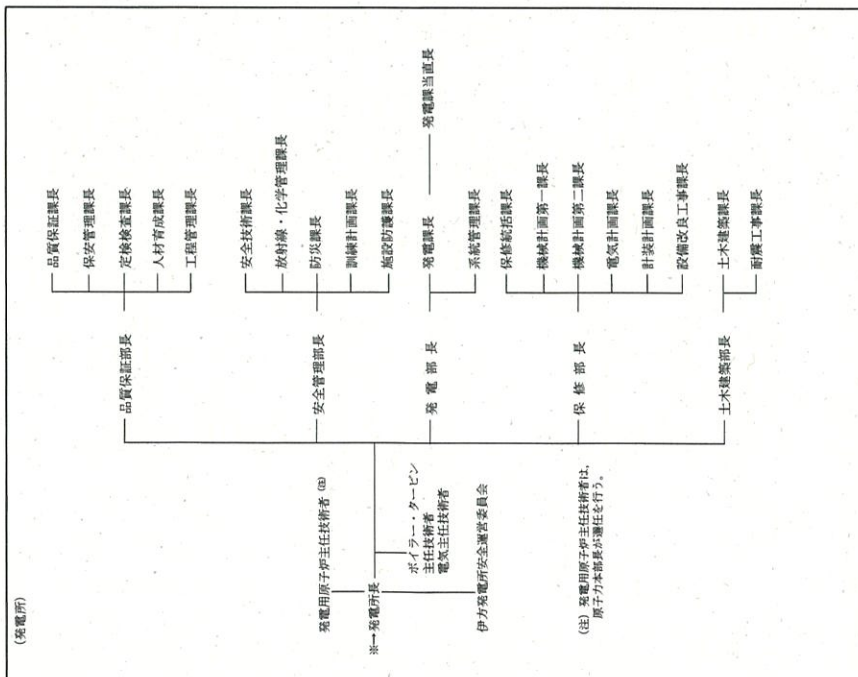 (発電所)
発電用原子炉主任技術者 (注)
※→発電所長
ボイラー・タービン
主任技術者
電気主任技術者
伊方発電所安全運営委員会
(注) 発電用原子炉主任技術者は、
原子力本部長が選任を行う。
品質保証部長
品質保証課長
保安管理課長
定検検査課長
人材育成課長
工程管理課長
安全管理部長
安全技術課長
放射線・化学管理課長
防災課長
訓練計画課長
施設防護課長
発電部長
発電課長
発電課当直長
系統管理課長
保修部長
保修統括課長
機械計画第一課長
機械計画第二課長
電気計画課長
計装計画課長
設備改良工事課長
土木建築部長
土木建築課長
耐震工事課長